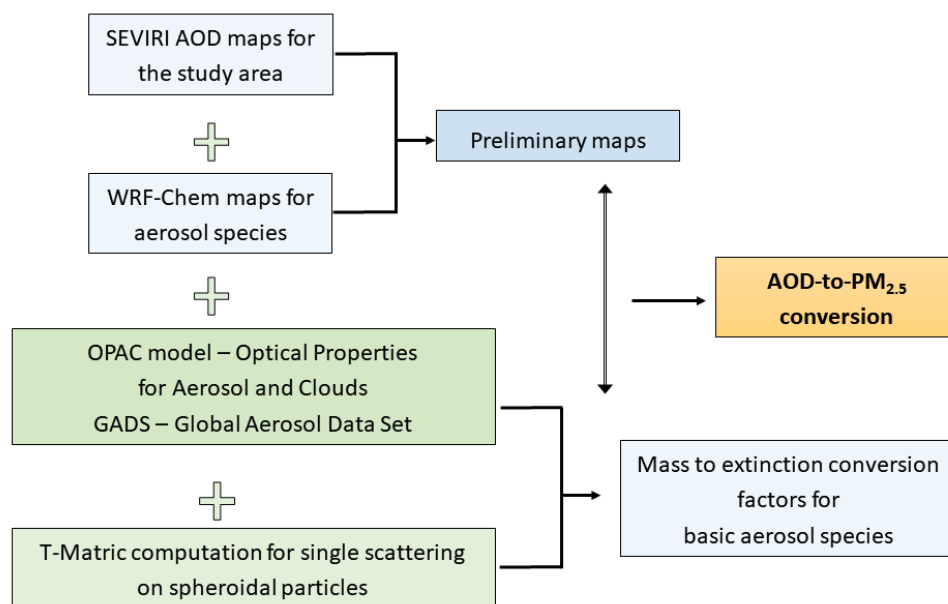 SEVIRI AOD maps for
the study area
Preliminary maps
WRF-Chem maps for
aerosol species
AOD-to-PM2.5
conversion
OPAC model – Optical Properties
for Aerosol and Clouds
GADS – Global Aerosol Data Set
Mass to extinction conversion
factors for
basic aerosol species
T-Matric computation for single scattering
on spheroidal particles